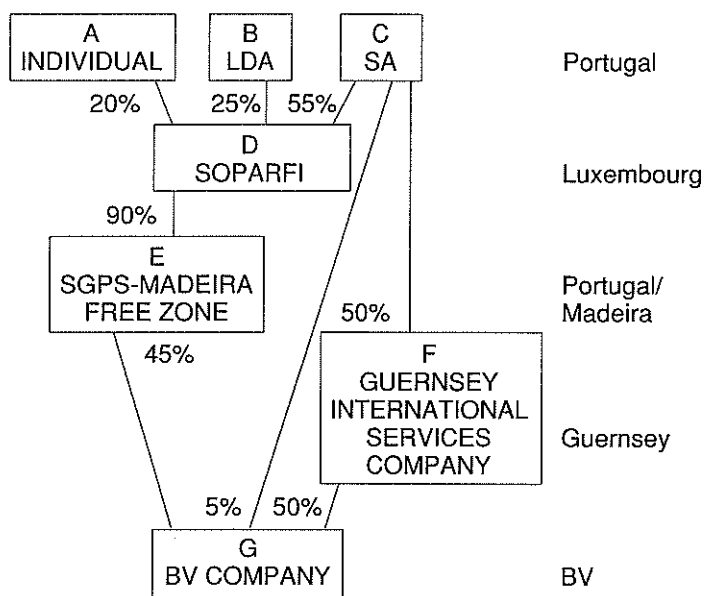 A
INDIVIDUAL
B
LDA
C
SA
Portugal
20%
25%
55%
D
SOPARFI
Luxembourg
90%
E
SGPS-MADEIRA
FREE ZONE
Portugal/
Madeira
50%
45%
F
GUERNSEY
INTERNATIONAL
SERVICES
COMPANY
Guernsey
5%
50%
G
BV COMPANY
BV